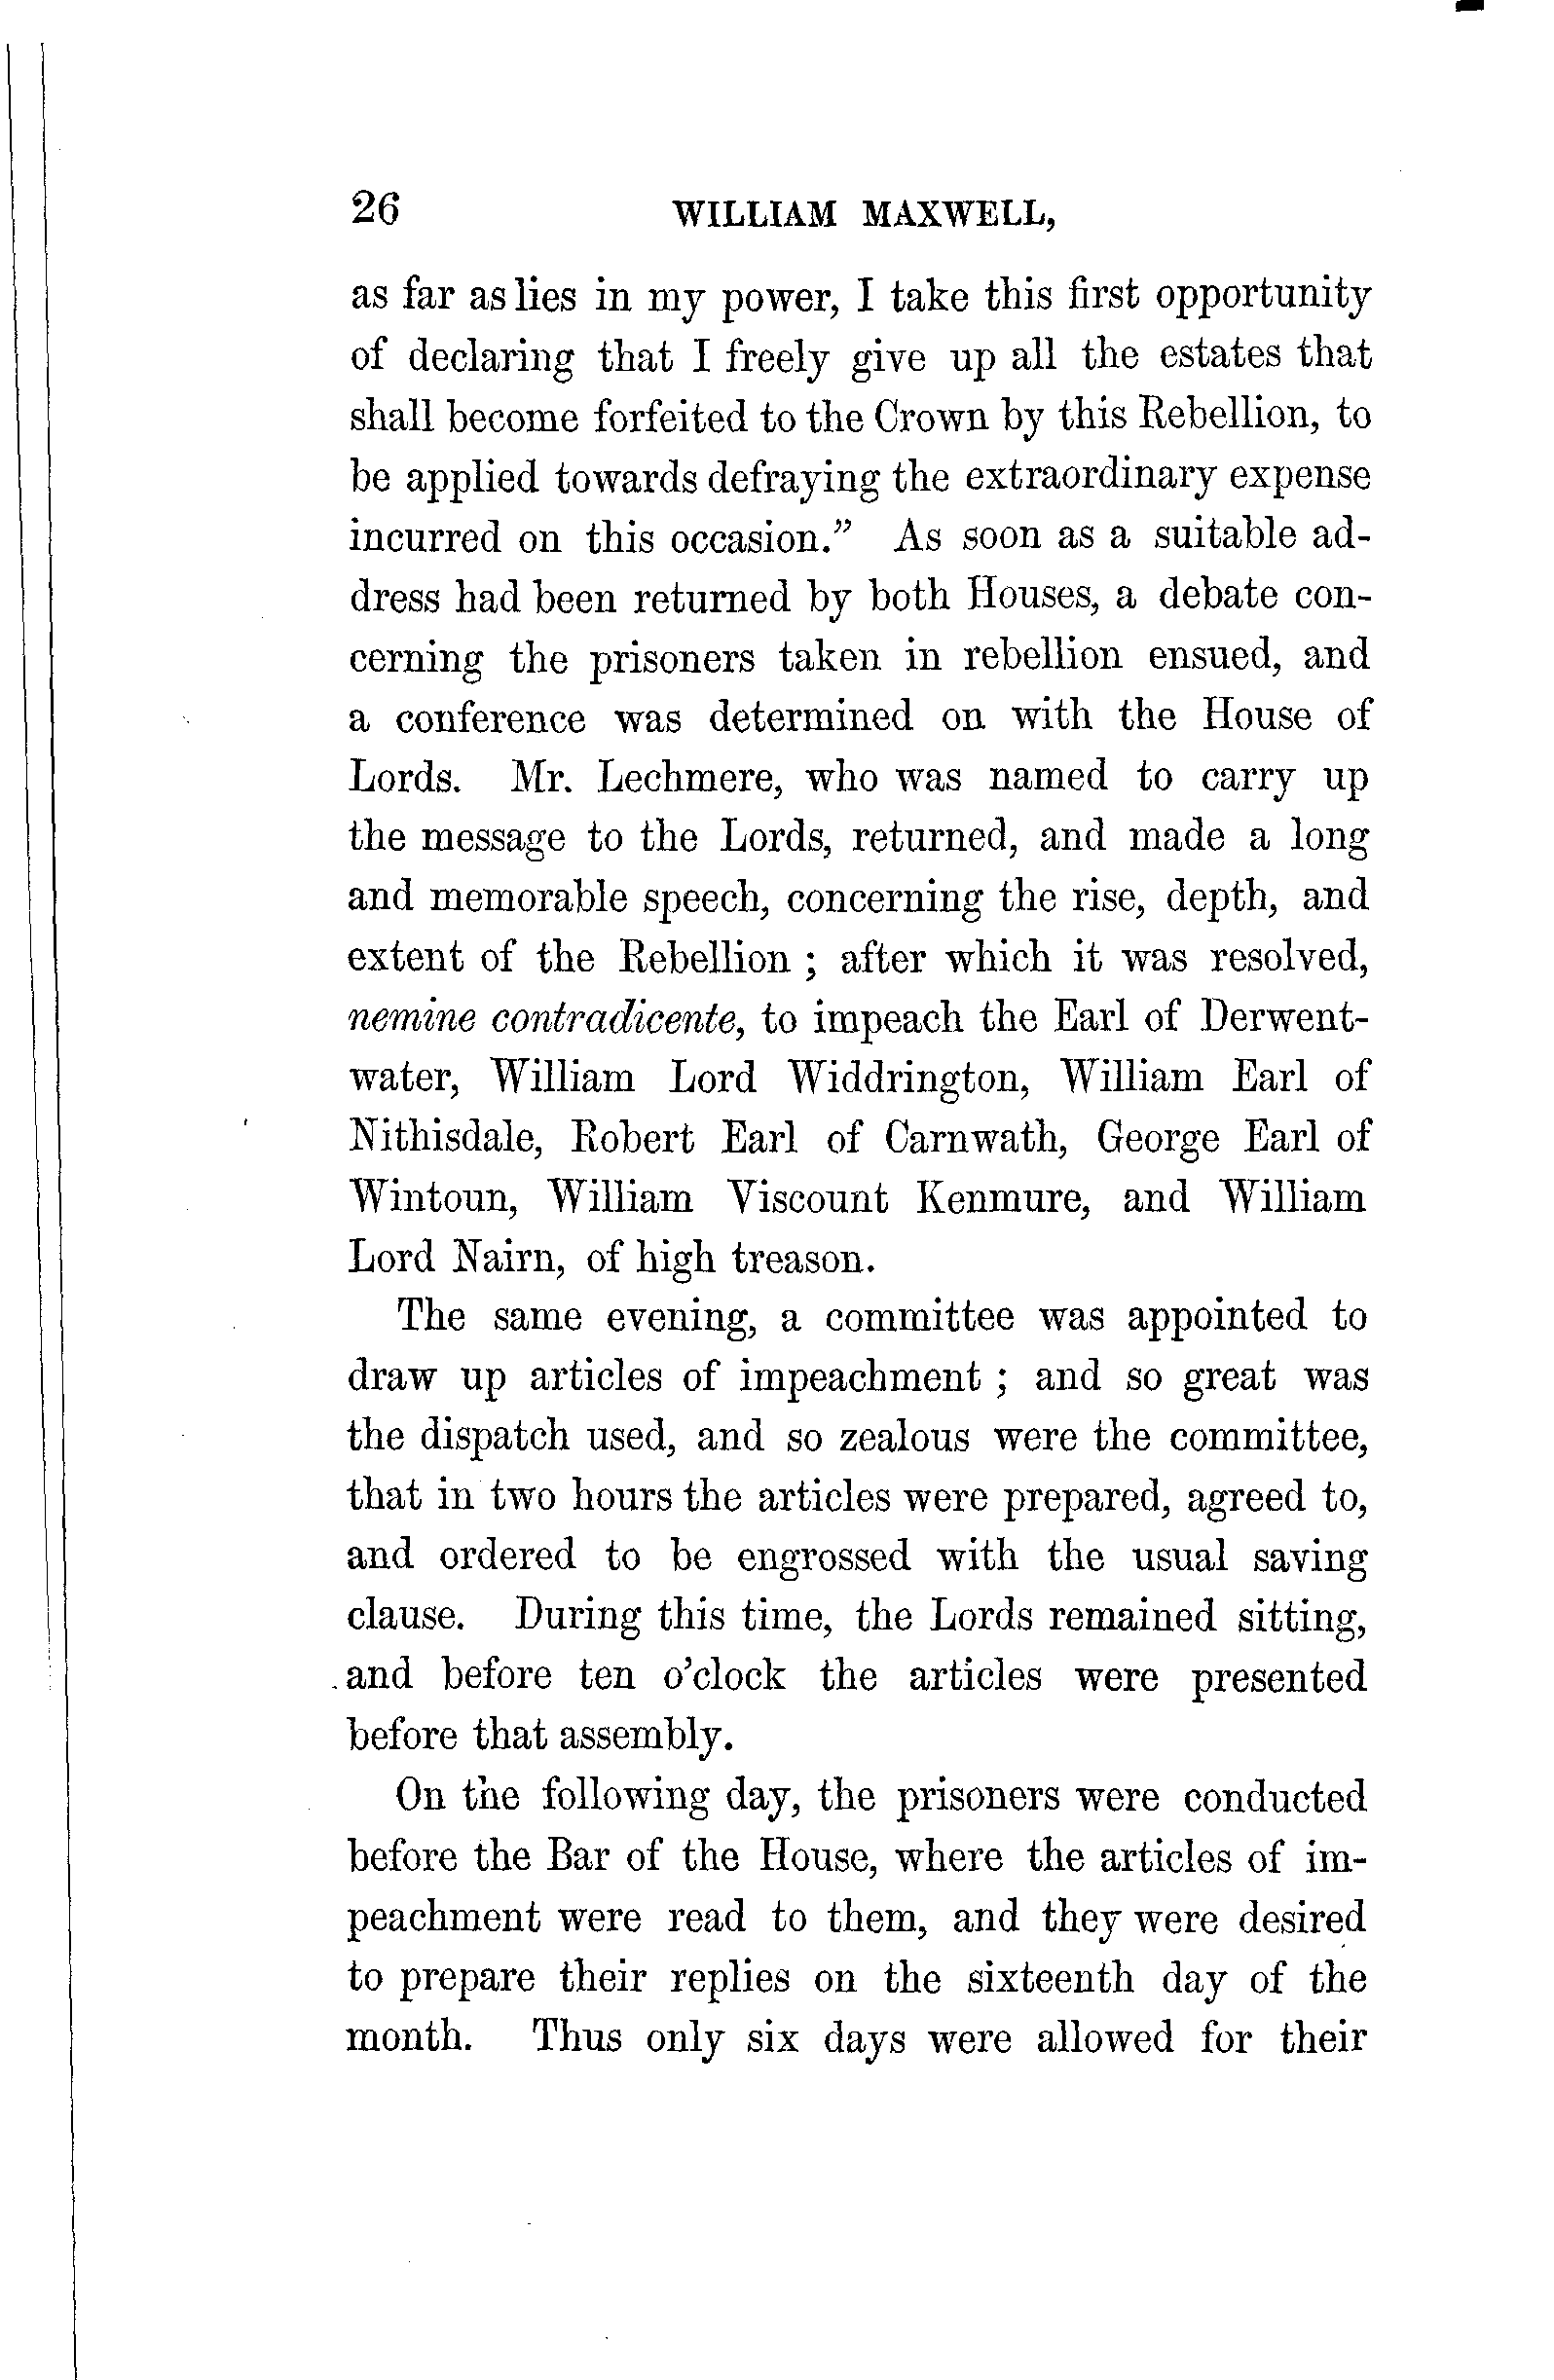 26 WILLIAM MAXWELL,
as far as lies in my power, I take this first opportunity
of declaring that I freely give up all the estates that
shall become forfeited to the Crown by this Rebellion, to
be applied towards defraying the extraordinary expense
incurred on this occasion.” As soon as a suitable ad-
dress had been returned by both Houses, a debate con-
cerning the prisoners taken in rebellion ensued, and
a conference was determined on with the House of
Lords. Mr. Lechmere, who was named to carry up
the message to the Lords, returned, and made a long
and memorable speech, concerning the rise, depth, and
extent of the Rebellion ; after which it was resolved,
nemine contradicente, to impeach the Earl of Derwent-
water, William Lord Widdrington, William Earl of
Nithisdale, Robert Earl of Carnwath, George Earl of
Wintoun, William Viscount Kenmure, and William
Lord Nairn, of high treason.
The same evening, a committee was appointed to
draw up articles of impeachment ; and so great was
the dispatch used, and so zealous were the committee,
that in two hours the articles were prepared, agreed to,
and ordered to be engrossed with the usual saving
clause. During this time, the Lords remained sitting,
and before ten o’clock the articles were presented
before that assembly.
On the following day, the prisoners were conducted
before the Bar of the House, where the articles of im-
peachment were read to them, and they were desired
to prepare their replies on the sixteenth day of the
month. Thus only six days were allowed for their